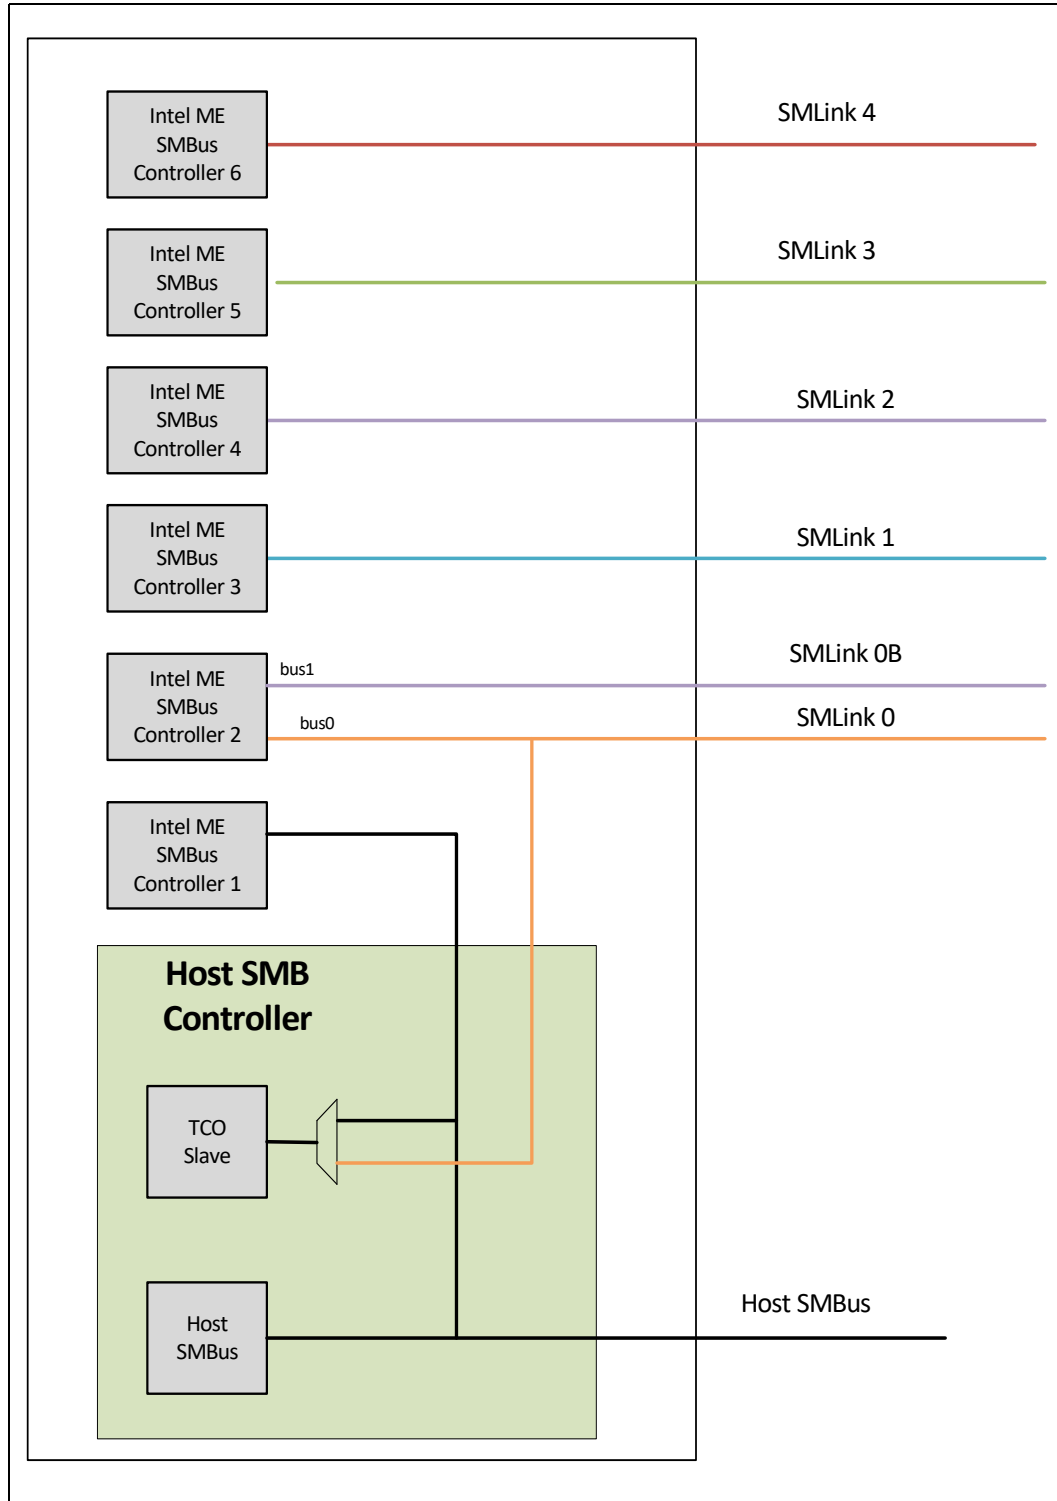 Intel ME
SMBus
Controller 6
SMLink 4
Intel ME
SMBus
Controller 5
SMLink 3
Intel ME
SMBus
Controller 4
SMLink 2
Intel ME
SMBus
Controller 3
SMLink 1
Intel ME
SMBus
Controller 2
bus1
SMLink 0B
bus0
SMLink 0
Intel ME
SMBus
Controller 1
Host SMB
Controller
TCO
Slave
Host
SMBus
Host SMBus